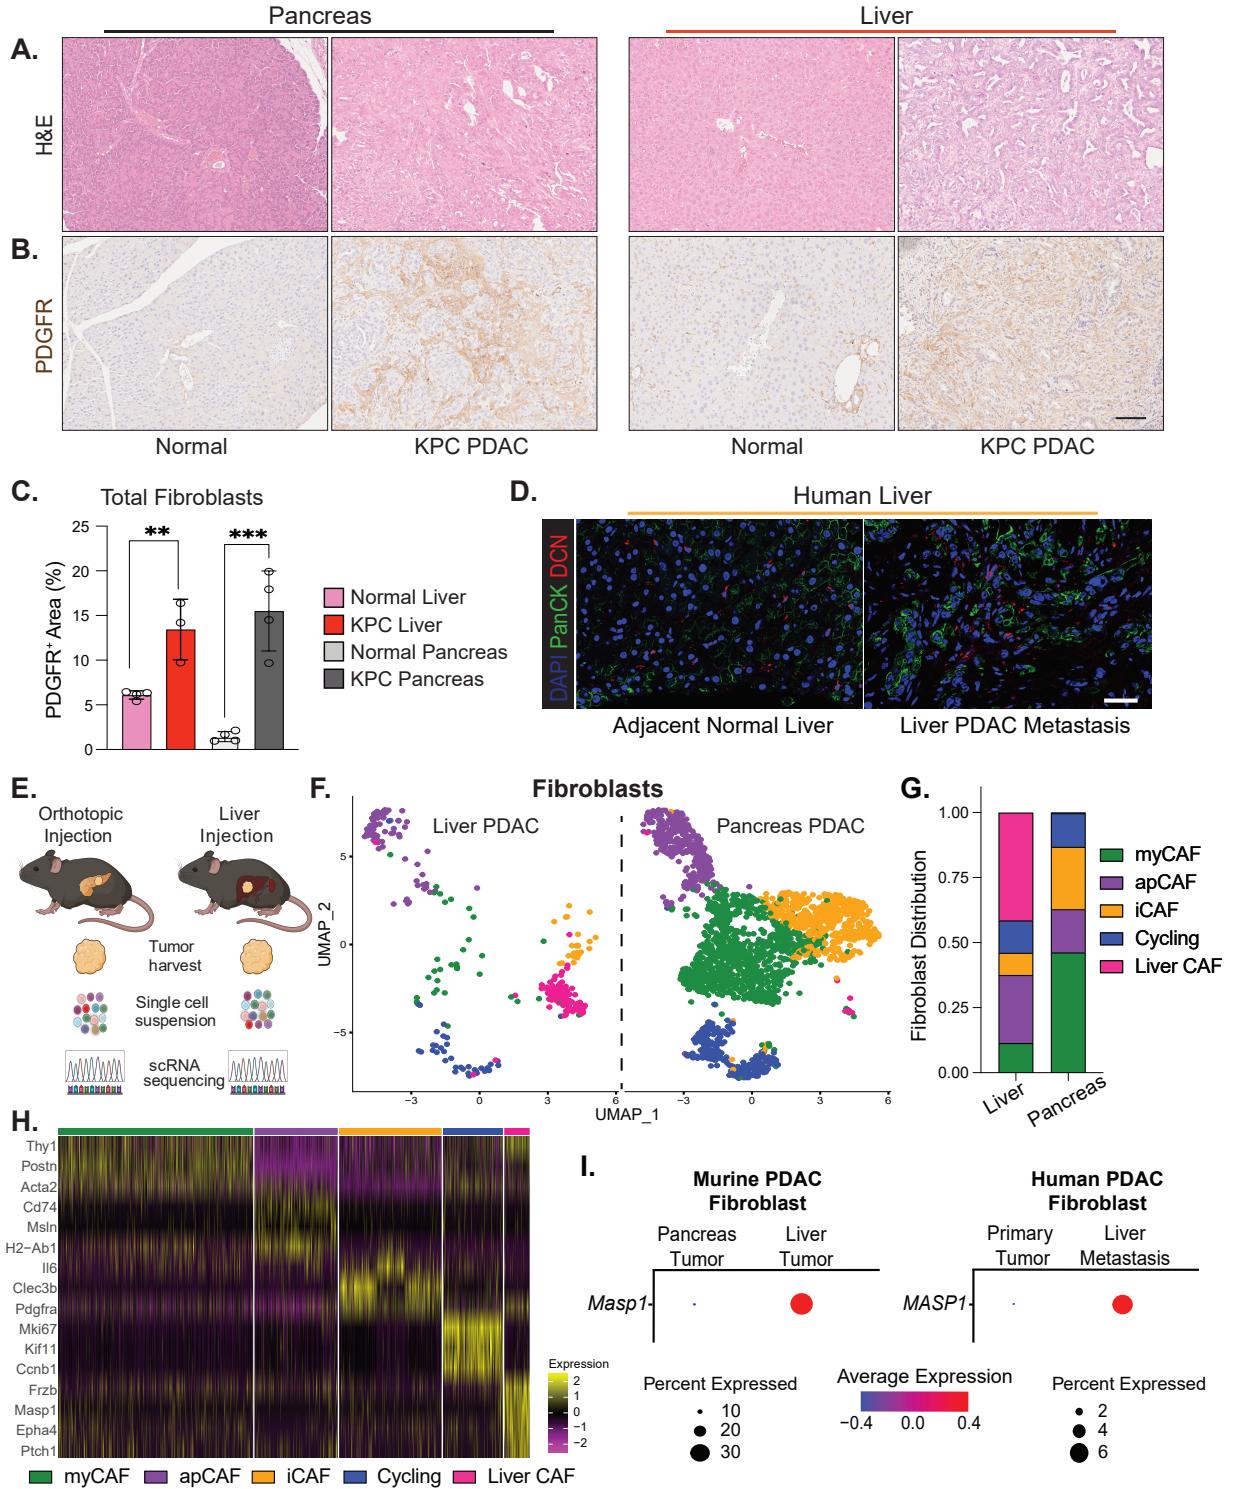 Pancreas
Liver
A.
H&E
B.
PDGFR
Normal
KPC PDAC
Normal
KPC PDAC
C.
Total Fibroblasts
**
***
25
20
15
10
5
0
PDGFR+ Area (%)
Normal Liver
KPC Liver
Normal Pancreas
KPC Pancreas
D.
Human Liver
DAPI PanCK DCN
Adjacent Normal Liver
Liver PDAC Metastasis
E.
Orthotopic
Injection
Liver
Injection
Tumor
harvest
Single cell
suspension
scRNA
sequencing
F.
Fibroblasts
Liver PDAC
Pancreas PDAC
UMAP_2
5
0
−5
−3
0
3
6
−3
0
3
6
UMAP_1
G.
Fibroblast Distribution
1.00
0.75
0.50
0.25
0.00
Liver
Pancreas
myCAF
apCAF
iCAF
Cycling
Liver CAF
H.
Thy1
Postn
Acta2
Cd74
Msln
H2−Ab1
Il6
Clec3b
Pdgfra
Mki67
Kif11
Ccnb1
Frzb
Masp1
Epha4
Ptch1
Expression
2
1
0
−1
−2
myCAF
apCAF
iCAF
Cycling
Liver CAF
I.
Murine PDAC
Fibroblast
Pancreas
Tumor
Liver
Tumor
Masp1
Percent Expressed
10
20
30
Average Expression
−0.4
0.0
0.4
Human PDAC
Fibroblast
Primary
Tumor
Liver
Metastasis
MASP1
Percent Expressed
2
4
6